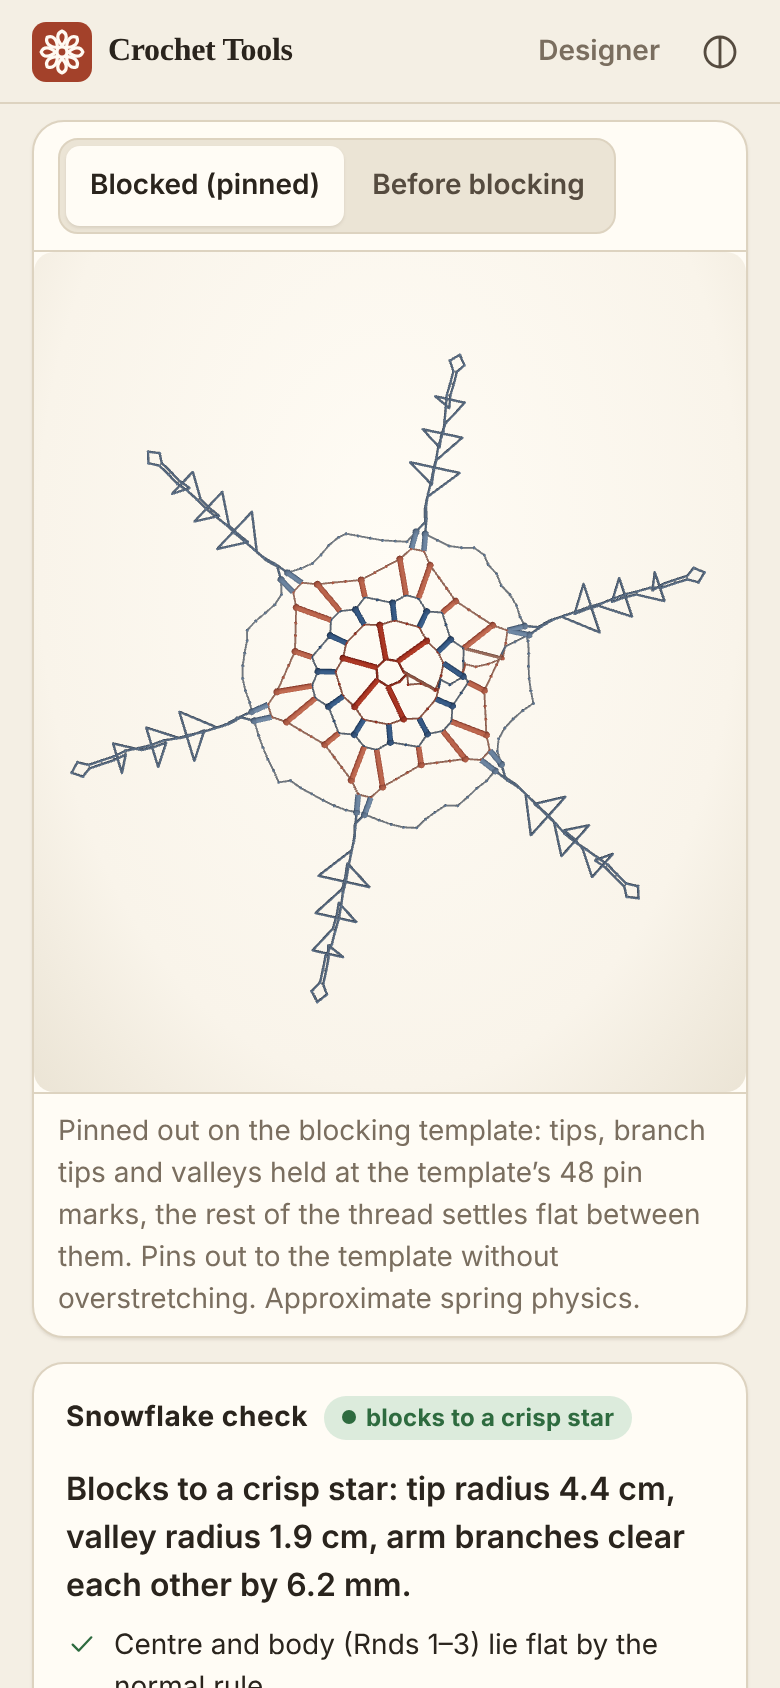 Crochet Tools
Designer
Blocked (pinned)
Before blocking
Pinned out on the blocking template: tips, branch
tips and valleys held at the template’s 48 pin
marks, the rest of the thread settles flat between
them. Pins out to the template without
overstretching. Approximate spring physics.
Snowflake check
blocks to a crisp star
Blocks to a crisp star: tip radius 4.4 cm,
valley radius 1.9 cm, arm branches clear
each other by 6.2 mm.
Centre and body (Rnds 1–3) lie flat by the
normal rule